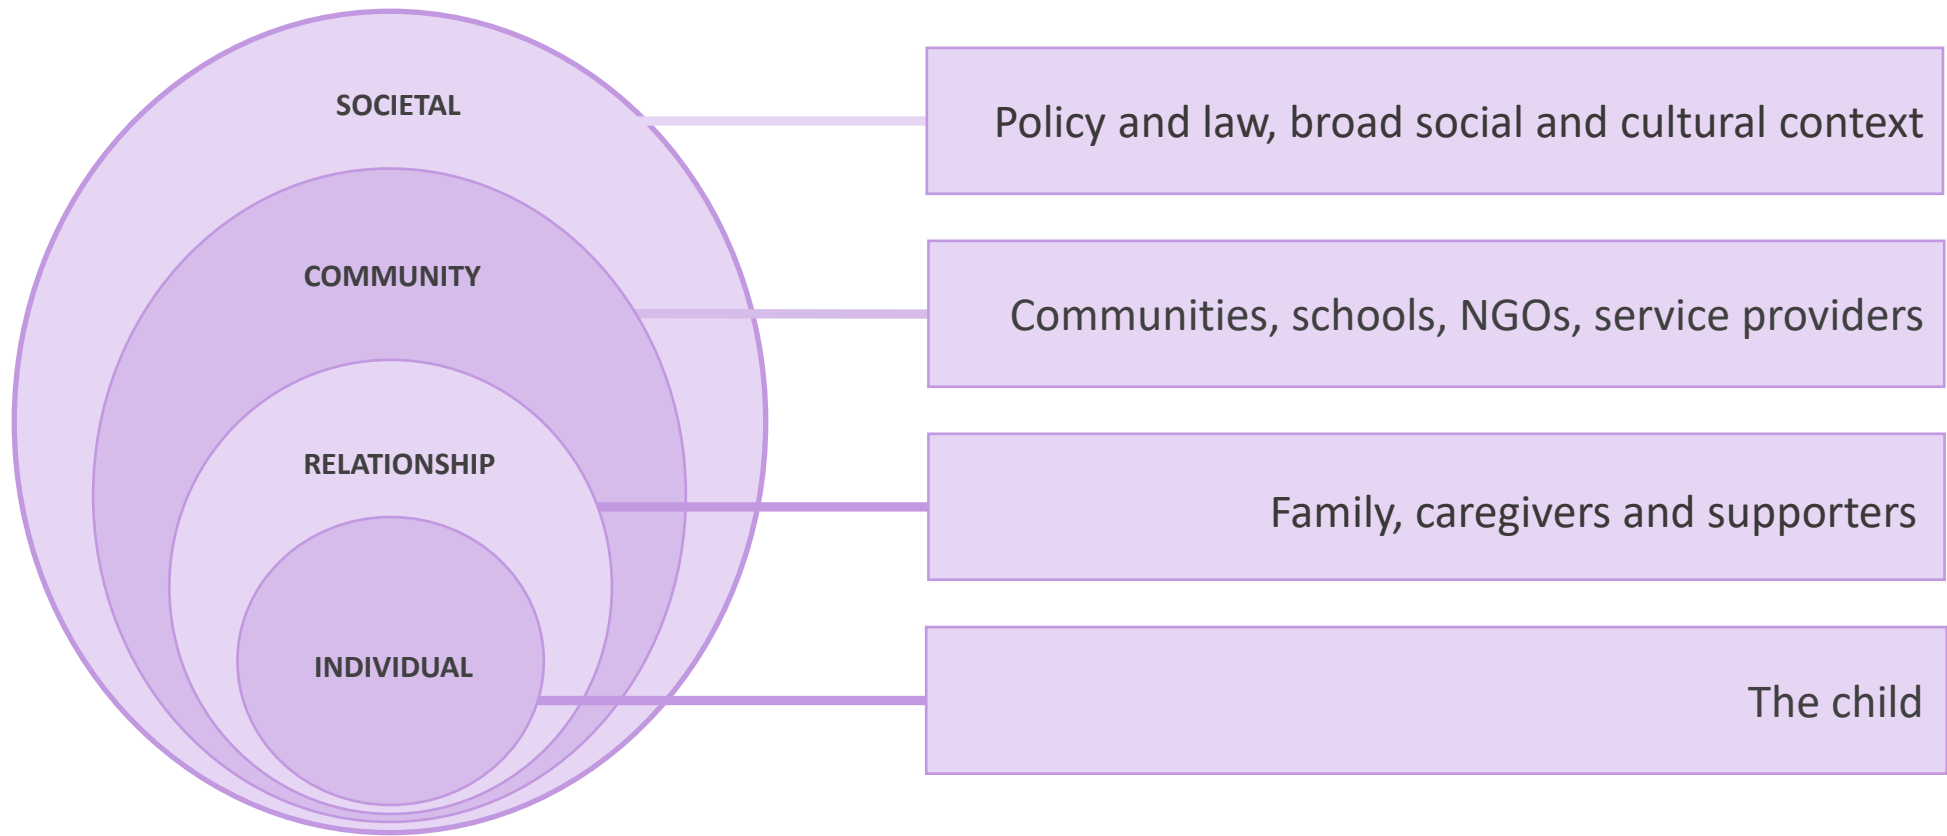 SOCIETAL
Policy and law, broad social and cultural context
COMMUNITY
Communities, schools, NGOs, service providers
RELATIONSHIP
Family, caregivers and supporters
INDIVIDUAL
The child